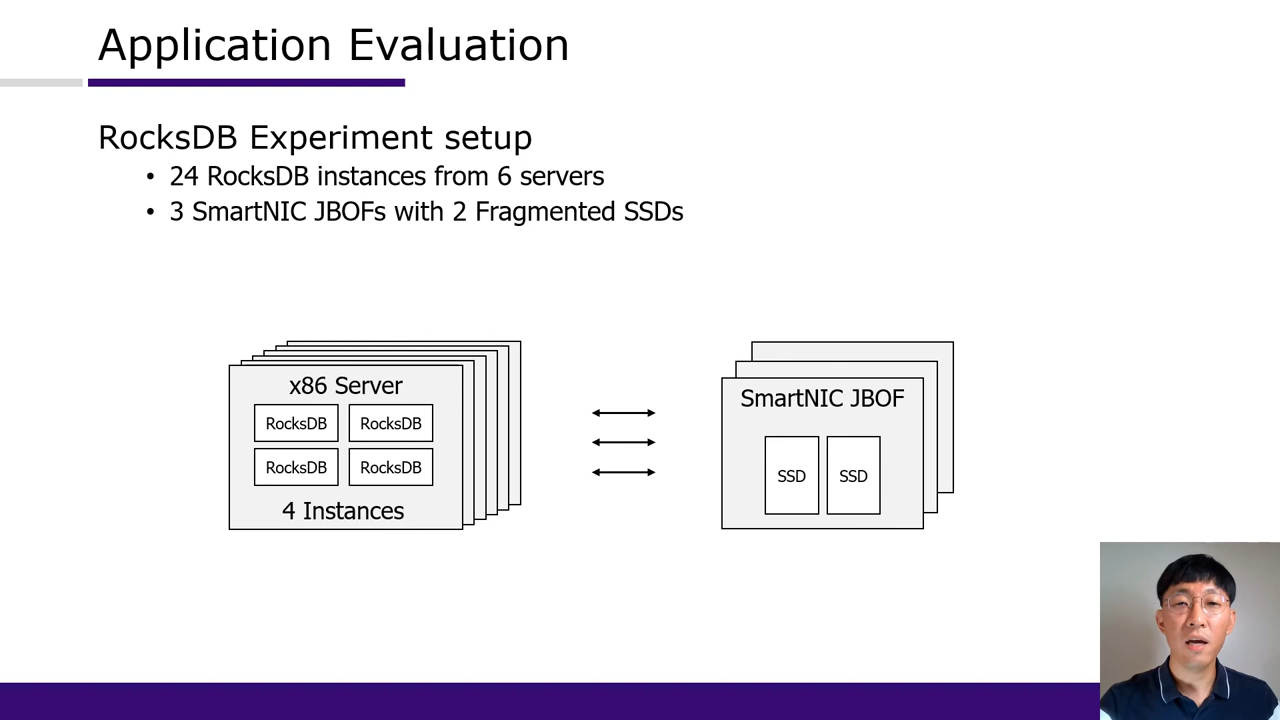 Application Evaluation
RocksDB Experiment setup
• 24 RocksDB instances from 6 servers
• 3 SmartNIC JBOFs with 2 Fragmented SSDs
x86 Server
RocksDB RocksDB
RocksDB RocksDB
4 Instances
SmartNIC JBOF
SSD SSD